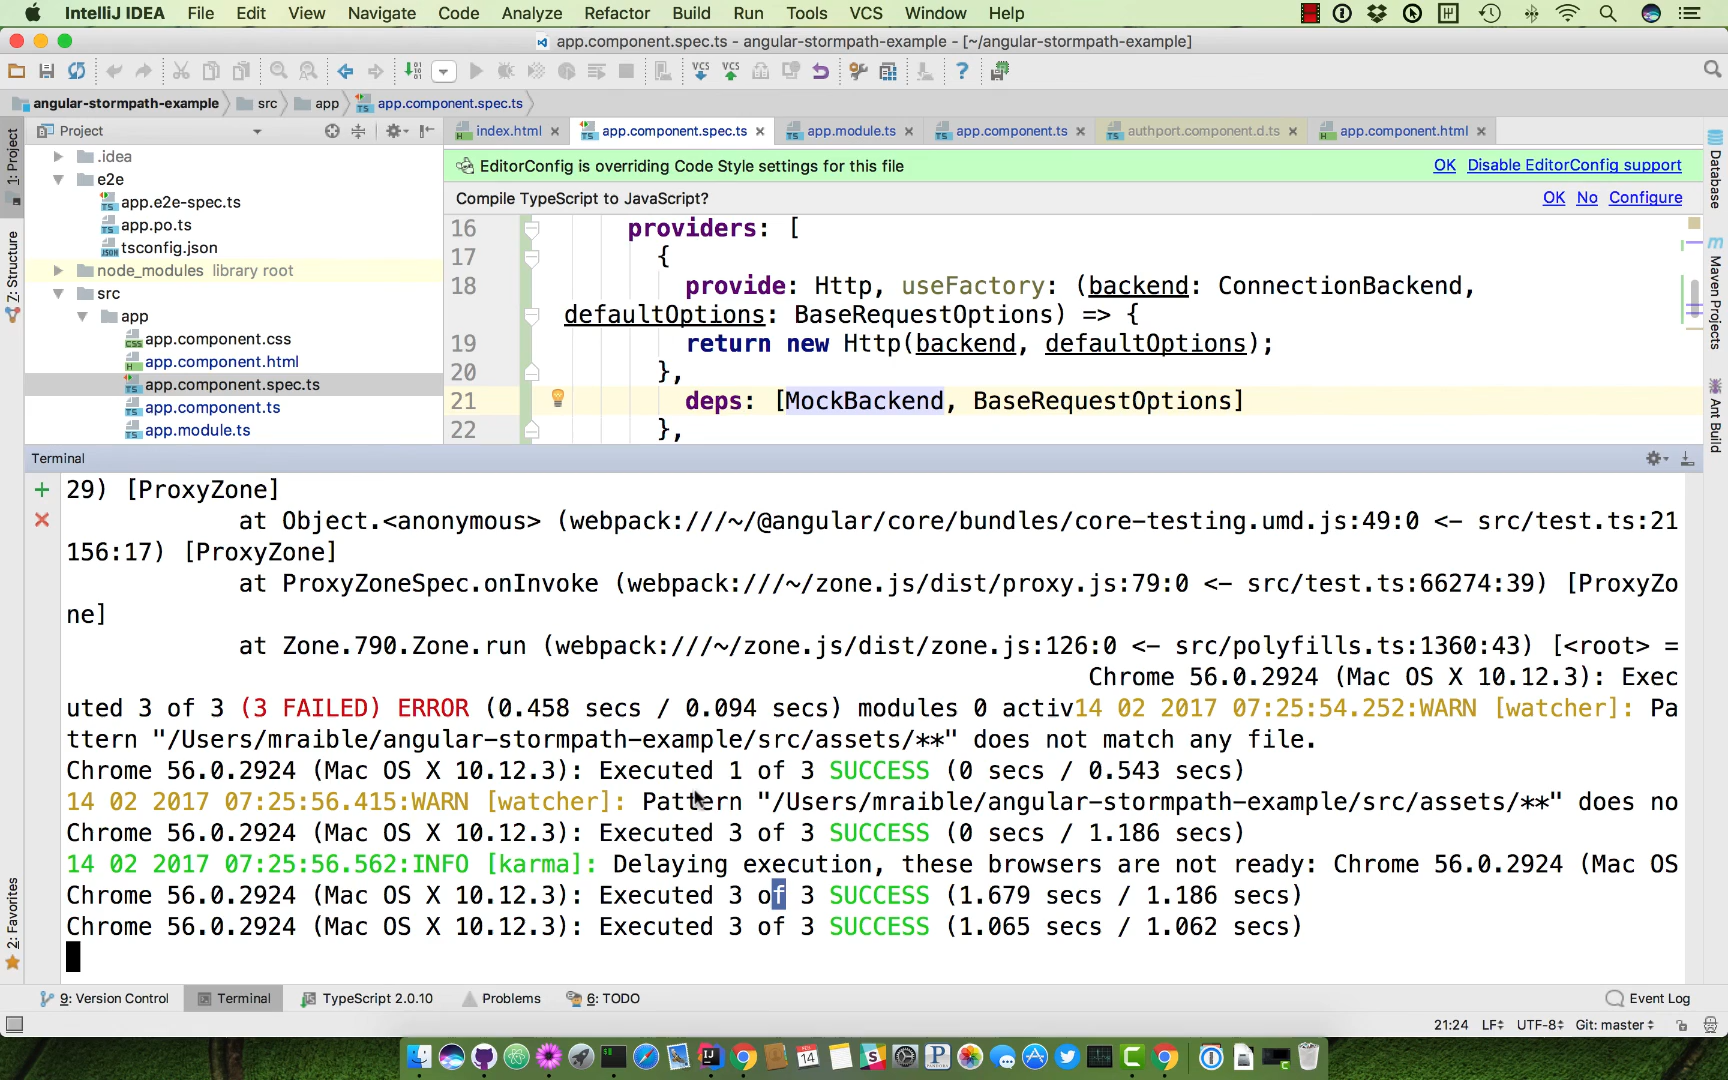 IntelliJ IDEA File Edit View Navigate Code Analyze Refactor Build Run Tools VCS Window Help
app.component.spec.ts - angular-stormpath-example - [~/angular-stormpath-example]
VCS VCS ?
angular-stormpath-example src app app.component.spec.ts
Project
index.html app.component.spec.ts app.module.ts app.component.ts authport.component.d.ts app.component.html
1: Project
Z: Structure
2: Favorites
.idea
e2e
app.e2e-spec.ts
app.po.ts
tsconfig.json
node_modules library root
src
app
app.component.css
app.component.html
app.component.spec.ts
app.component.ts
app.module.ts
EditorConfig is overriding Code Style settings for this file OK Disable EditorConfig support
Compile TypeScript to JavaScript? OK No Configure
16 providers: [
17 {
18 provide: Http, useFactory: (backend: ConnectionBackend,
defaultOptions: BaseRequestOptions) => {
19 return new Http(backend, defaultOptions);
20 },
21 deps: [MockBackend, BaseRequestOptions]
22 },
Database
Maven Projects
Ant Build
Terminal
29) [ProxyZone]
at Object.<anonymous> (webpack:///~/@angular/core/bundles/core-testing.umd.js:49:0 <- src/test.ts:21
156:17) [ProxyZone]
at ProxyZoneSpec.onInvoke (webpack:///~/zone.js/dist/proxy.js:79:0 <- src/test.ts:66274:39) [ProxyZo
ne]
at Zone.790.Zone.run (webpack:///~/zone.js/dist/zone.js:126:0 <- src/polyfills.ts:1360:43) [<root> =
Chrome 56.0.2924 (Mac OS X 10.12.3): Exec
uted 3 of 3 (3 FAILED) ERROR (0.458 secs / 0.094 secs) modules 0 activ14 02 2017 07:25:54.252:WARN [watcher]: Pa
ttern "/Users/mraible/angular-stormpath-example/src/assets/**" does not match any file.
Chrome 56.0.2924 (Mac OS X 10.12.3): Executed 1 of 3 SUCCESS (0 secs / 0.543 secs)
14 02 2017 07:25:56.415:WARN [watcher]: Pattern "/Users/mraible/angular-stormpath-example/src/assets/**" does no
Chrome 56.0.2924 (Mac OS X 10.12.3): Executed 3 of 3 SUCCESS (0 secs / 1.186 secs)
14 02 2017 07:25:56.562:INFO [karma]: Delaying execution, these browsers are not ready: Chrome 56.0.2924 (Mac OS
Chrome 56.0.2924 (Mac OS X 10.12.3): Executed 3 of 3 SUCCESS (1.679 secs / 1.186 secs)
Chrome 56.0.2924 (Mac OS X 10.12.3): Executed 3 of 3 SUCCESS (1.065 secs / 1.062 secs)
9: Version Control Terminal TypeScript 2.0.10 Problems 6: TODO Event Log
21:24 LF UTF-8 Git: master